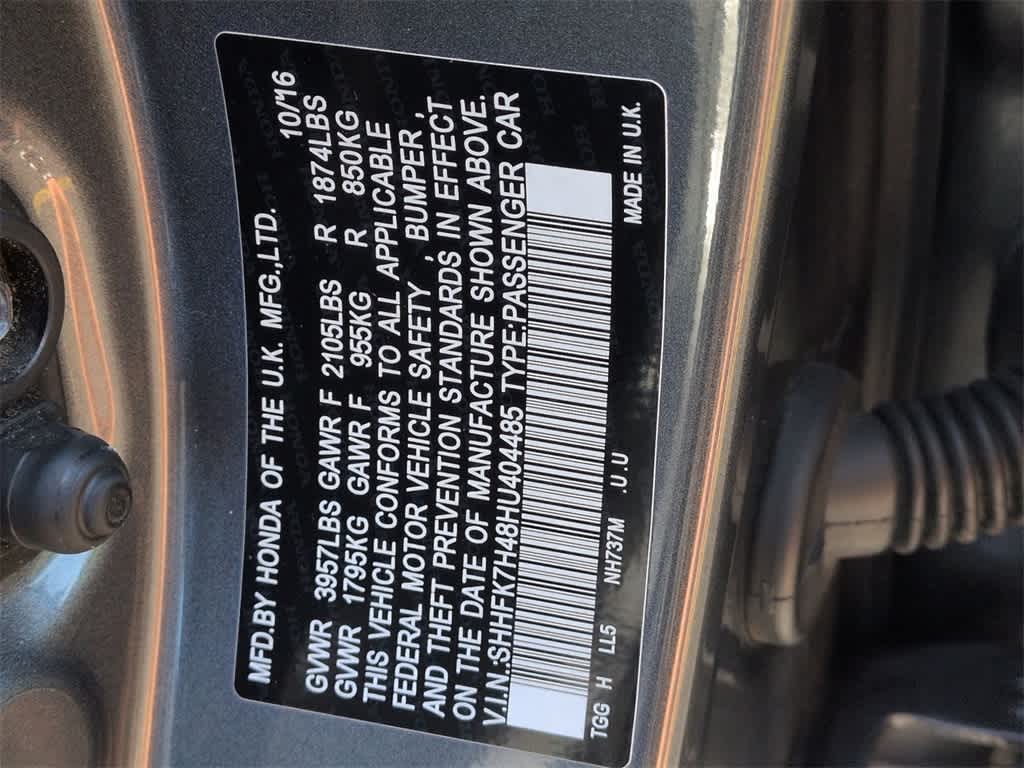 MFD.BY HONDA OF THE U.K. MFG.,LTD. 10/16
GVWR 3957LBS GAWR F 2105LBS R 1874LBS
GVWR 1795KG GAWR F 955KG R 850KG
THIS VEHICLE CONFORMS TO ALL APPLICABLE
FEDERAL MOTOR VEHICLE SAFETY , BUMPER ,
AND THEFT PREVENTION STANDARDS IN EFFECT
ON THE DATE OF MANUFACTURE SHOWN ABOVE.
V.I.N.:SHHFK7H48HU404485 TYPE:PASSENGER CAR
TGG H LL5 NH737M .U.U MADE IN U.K.